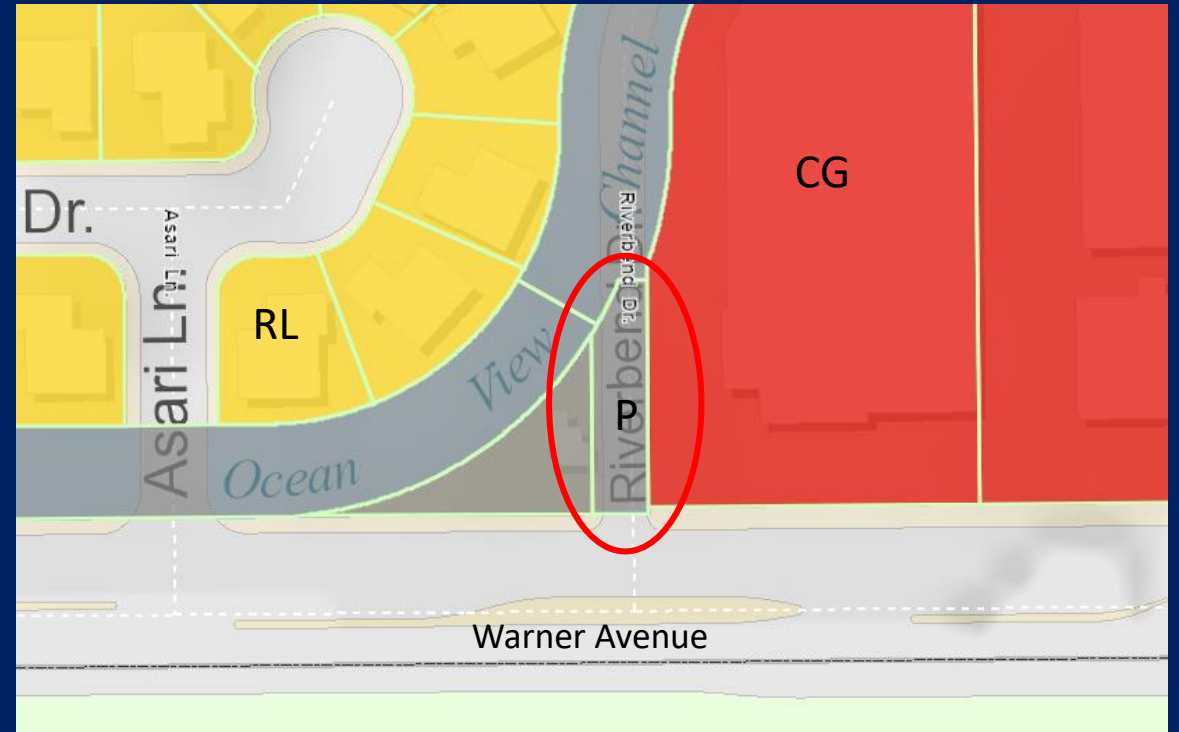 Channel
CG
Dr.
Asari Ln.
Riverbend Dr.
RL
Asari Ln.
View
Riverbend Dr.
P
Ocean
Warner Avenue